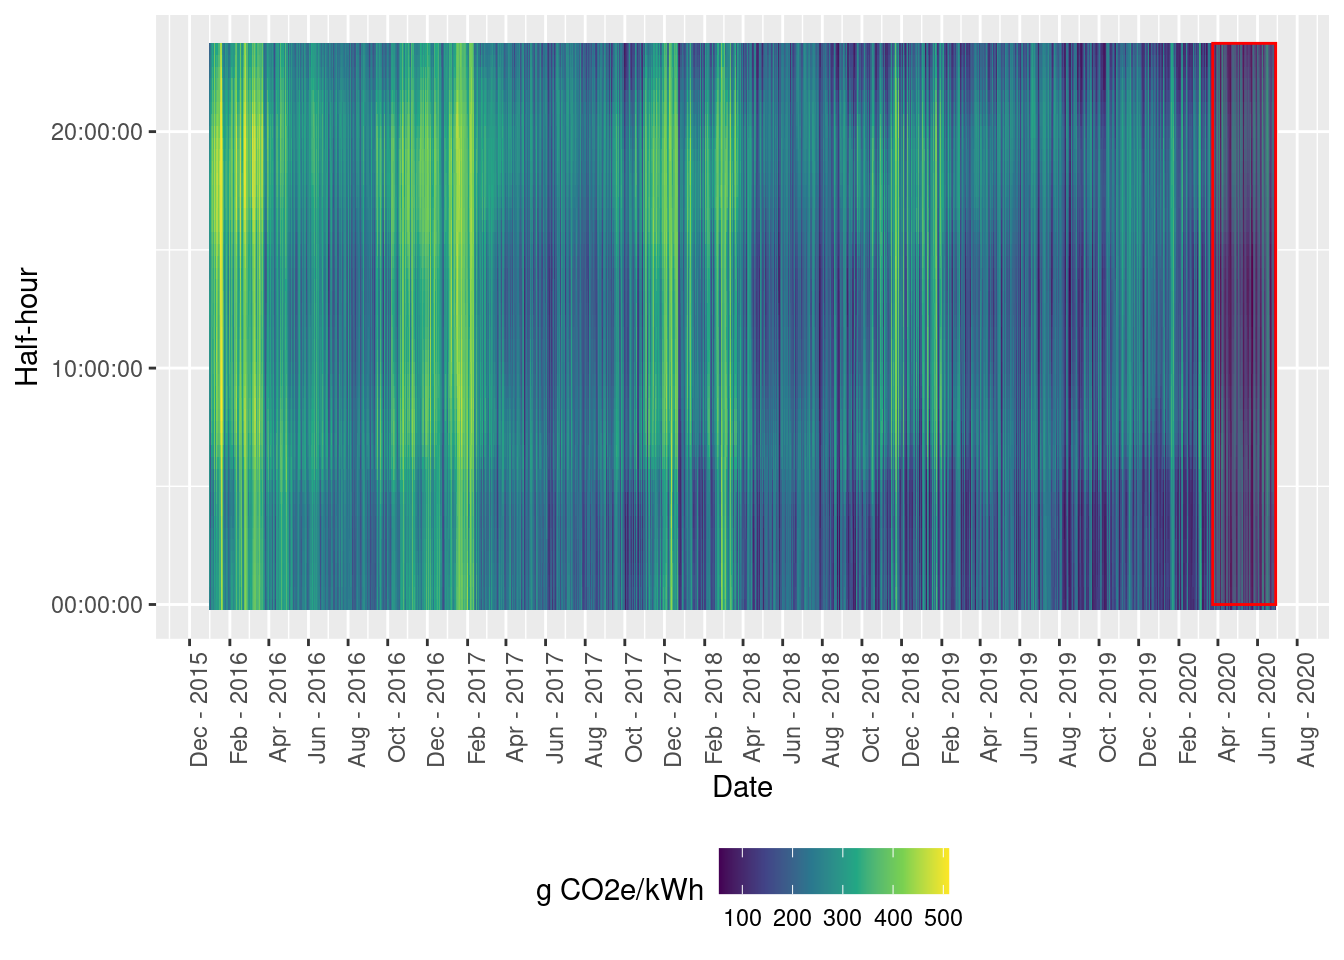 Half-hour
20:00:00
10:00:00
00:00:00
Dec - 2015
Feb - 2016
Apr - 2016
Jun - 2016
Aug - 2016
Oct - 2016
Dec - 2016
Feb - 2017
Apr - 2017
Jun - 2017
Aug - 2017
Oct - 2017
Dec - 2017
Feb - 2018
Apr - 2018
Jun - 2018
Aug - 2018
Oct - 2018
Dec - 2018
Feb - 2019
Apr - 2019
Jun - 2019
Aug - 2019
Oct - 2019
Dec - 2019
Feb - 2020
Apr - 2020
Jun - 2020
Aug - 2020
Date
g CO2e/kWh
100 200 300 400 500